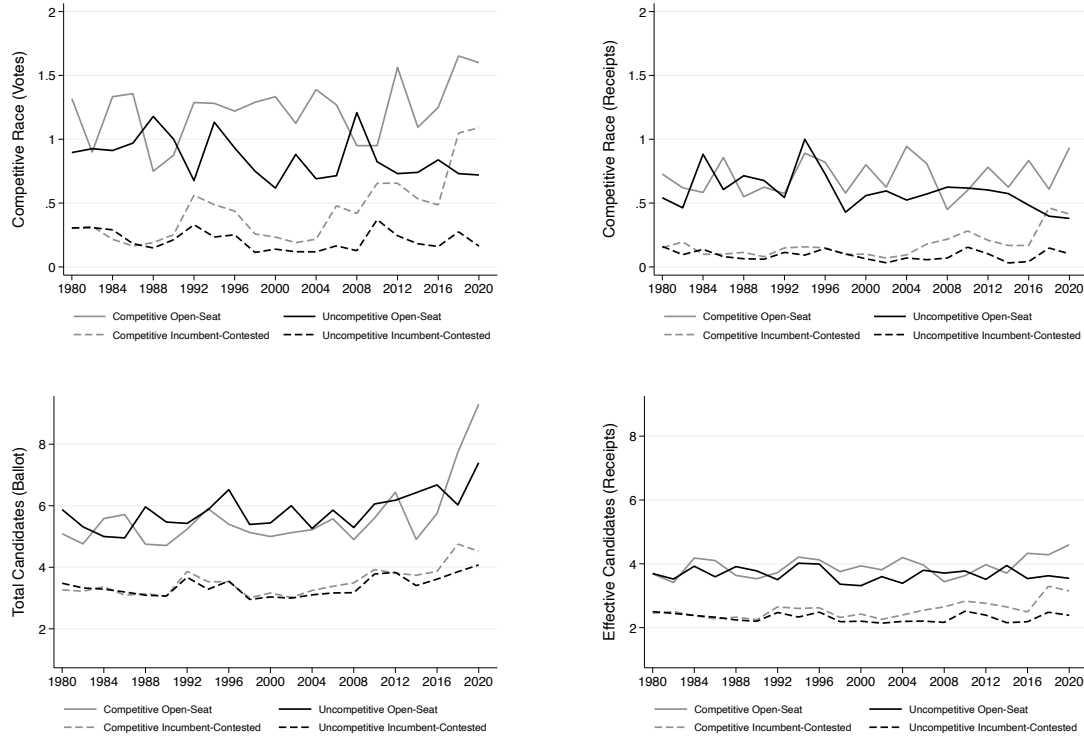 Competitive Race (Votes)
2
1.5
1
.5
0
1980 1984 1988 1992 1996 2000 2004 2008 2012 2016 2020
Competitive Open-Seat Uncompetitive Open-Seat
Competitive Incumbent-Contested Uncompetitive Incumbent-Contested
Competitive Race (Receipts)
2
1.5
1
.5
0
1980 1984 1988 1992 1996 2000 2004 2008 2012 2016 2020
Competitive Open-Seat Uncompetitive Open-Seat
Competitive Incumbent-Contested Uncompetitive Incumbent-Contested
Total Candidates (Ballot)
8
6
4
2
1980 1984 1988 1992 1996 2000 2004 2008 2012 2016 2020
Competitive Open-Seat Uncompetitive Open-Seat
Competitive Incumbent-Contested Uncompetitive Incumbent-Contested
Effective Candidates (Receipts)
8
6
4
2
1980 1984 1988 1992 1996 2000 2004 2008 2012 2016 2020
Competitive Open-Seat Uncompetitive Open-Seat
Competitive Incumbent-Contested Uncompetitive Incumbent-Contested